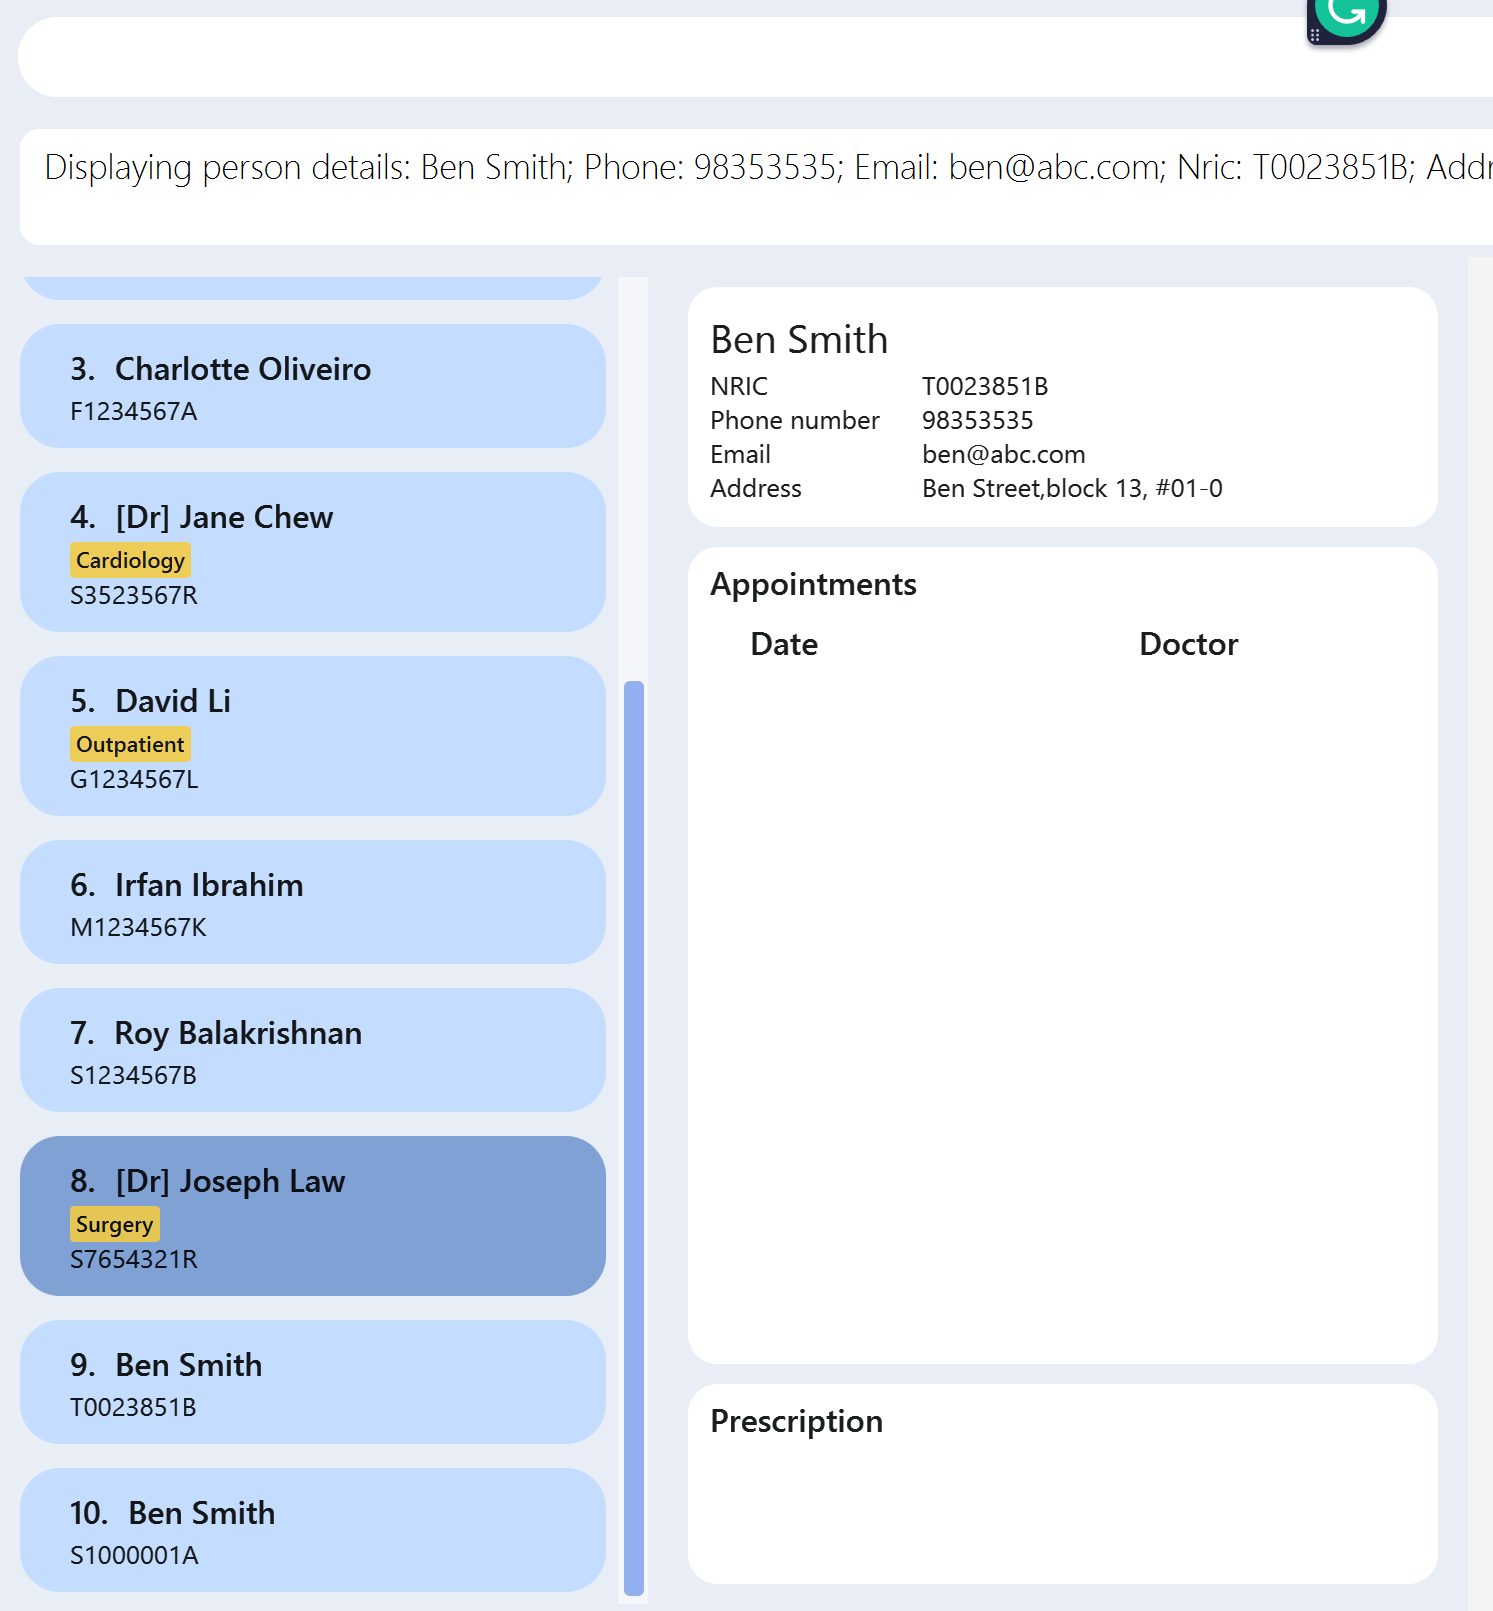 Displaying person details: Ben Smith; Phone: 98353535; Email: ben@abc.com; Nric: T0023851B; Addr
3. Charlotte Oliveiro
F1234567A
4. [Dr] Jane Chew
Cardiology
S3523567R
5. David Li
Outpatient
G1234567L
6. Irfan Ibrahim
M1234567K
7. Roy Balakrishnan
S1234567B
8. [Dr] Joseph Law
Surgery
S7654321R
9. Ben Smith
T0023851B
10. Ben Smith
S1000001A
Ben Smith
NRIC T0023851B
Phone number 98353535
Email ben@abc.com
Address Ben Street,block 13, #01-0
Appointments
Date Doctor
Prescription